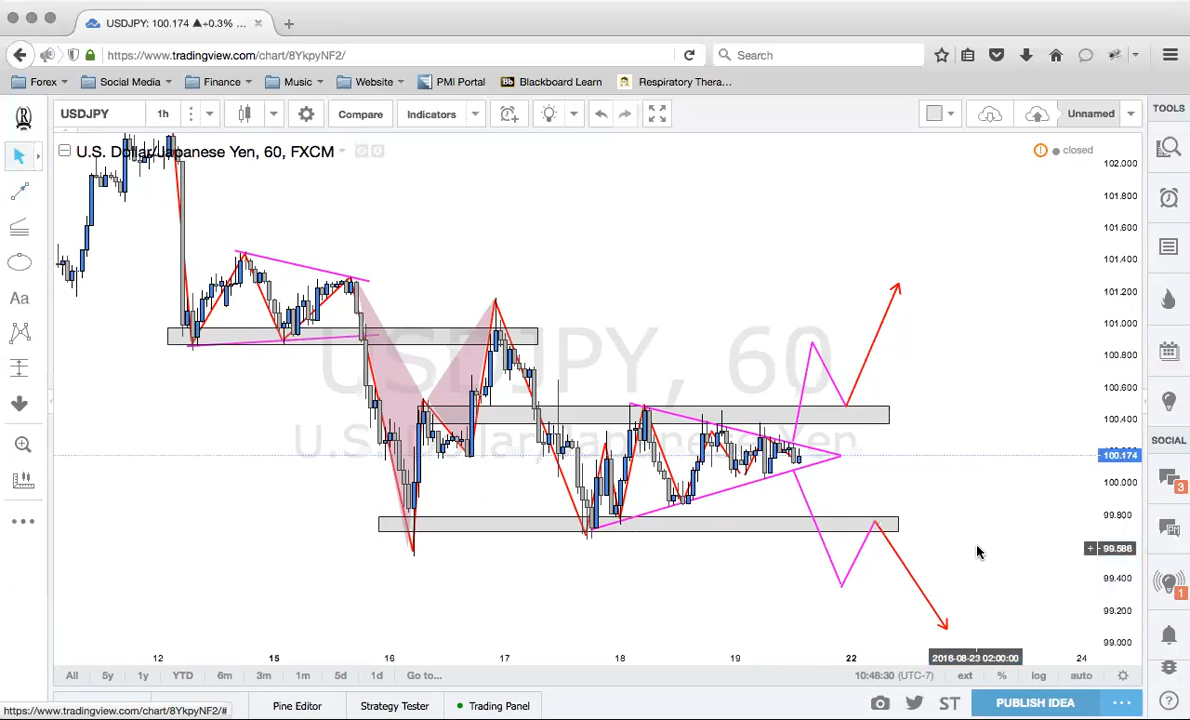 USDJPY: 100.174 ▲+0.3% ...
https://www.tradingview.com/chart/8YkpyNF2/
Search
Forex
Social Media
Finance
Music
Website
PMI Portal
Bb Blackboard Learn
Respiratory Thera...
USDJPY
1h
Compare
Indicators
Unnamed
TOOLS
U.S. Dollar/Japanese Yen, 60, FXCM
closed
102.000
101.800
101.600
101.400
101.200
101.000
100.800
100.600
100.400
100.174
100.000
99.800
99.588
99.400
99.200
99.000
USDJPY, 60
U.S. Dollar/Japanese Yen
Aa
SOCIAL
3
1
12
15
16
17
18
19
22
2016-08-23 02:00:00
24
All
5y
1y
YTD
6m
3m
1m
5d
Go to...
10:48:30 (UTC-7)
ext
%
log
auto
https://www.tradingview.com/chart/8YkpyNF2/#
Pine Editor
Strategy Tester
Trading Panel
ST
PUBLISH IDEA